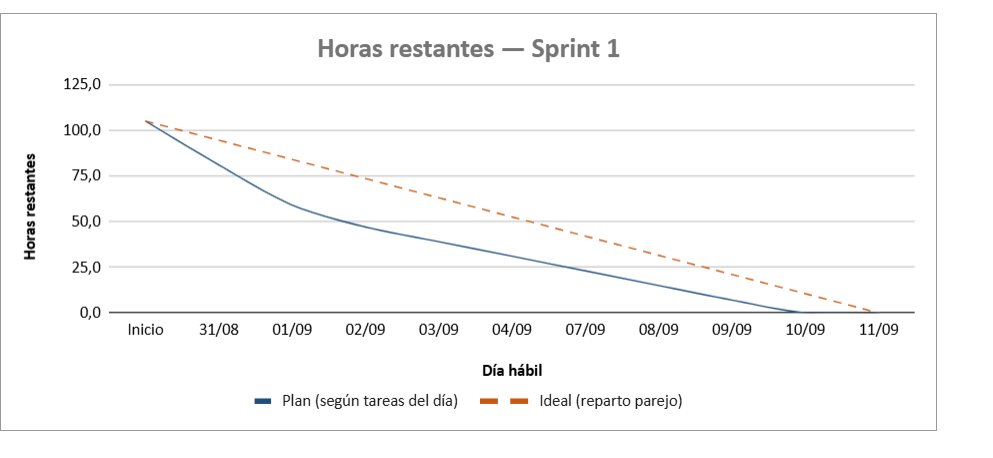 Horas restantes — Sprint 1
125,0
100,0
75,0
50,0
25,0
0,0
Horas restantes
Inicio 31/08 01/09 02/09 03/09 04/09 07/09 08/09 09/09 10/09 11/09
Día hábil
Plan (según tareas del día) Ideal (reparto parejo)